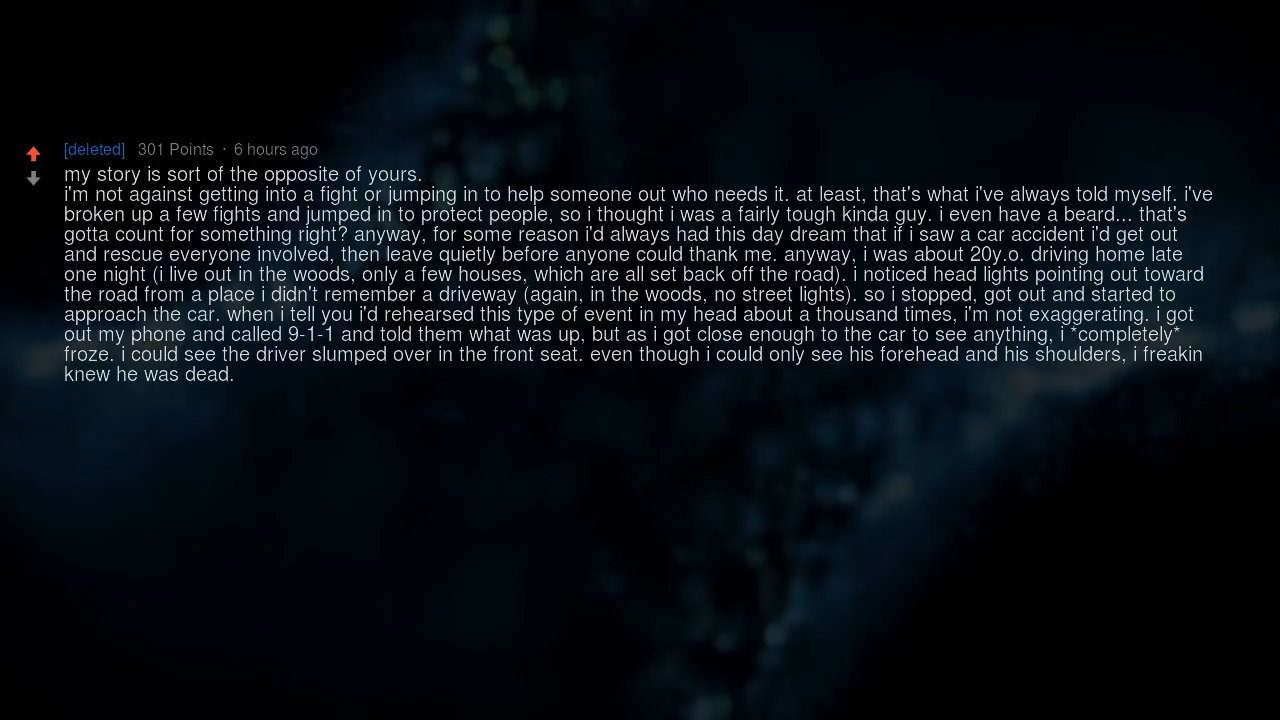 [deleted] 301 Points · 6 hours ago
my story is sort of the opposite of yours.
i'm not against getting into a fight or jumping in to help someone out who needs it. at least, that's what i've always told myself. i've
broken up a few fights and jumped in to protect people, so i thought i was a fairly tough kinda guy. i even have a beard... that's
gotta count for something right? anyway, for some reason i'd always had this day dream that if i saw a car accident i'd get out
and rescue everyone involved, then leave quietly before anyone could thank me. anyway, i was about 20y.o. driving home late
one night (i live out in the woods, only a few houses, which are all set back off the road). i noticed head lights pointing out toward
the road from a place i didn't remember a driveway (again, in the woods, no street lights). so i stopped, got out and started to
approach the car. when i tell you i'd rehearsed this type of event in my head about a thousand times, i'm not exaggerating. i got
out my phone and called 9-1-1 and told them what was up, but as i got close enough to the car to see anything, i *completely*
froze. i could see the driver slumped over in the front seat. even though i could only see his forehead and his shoulders, i freakin
knew he was dead.